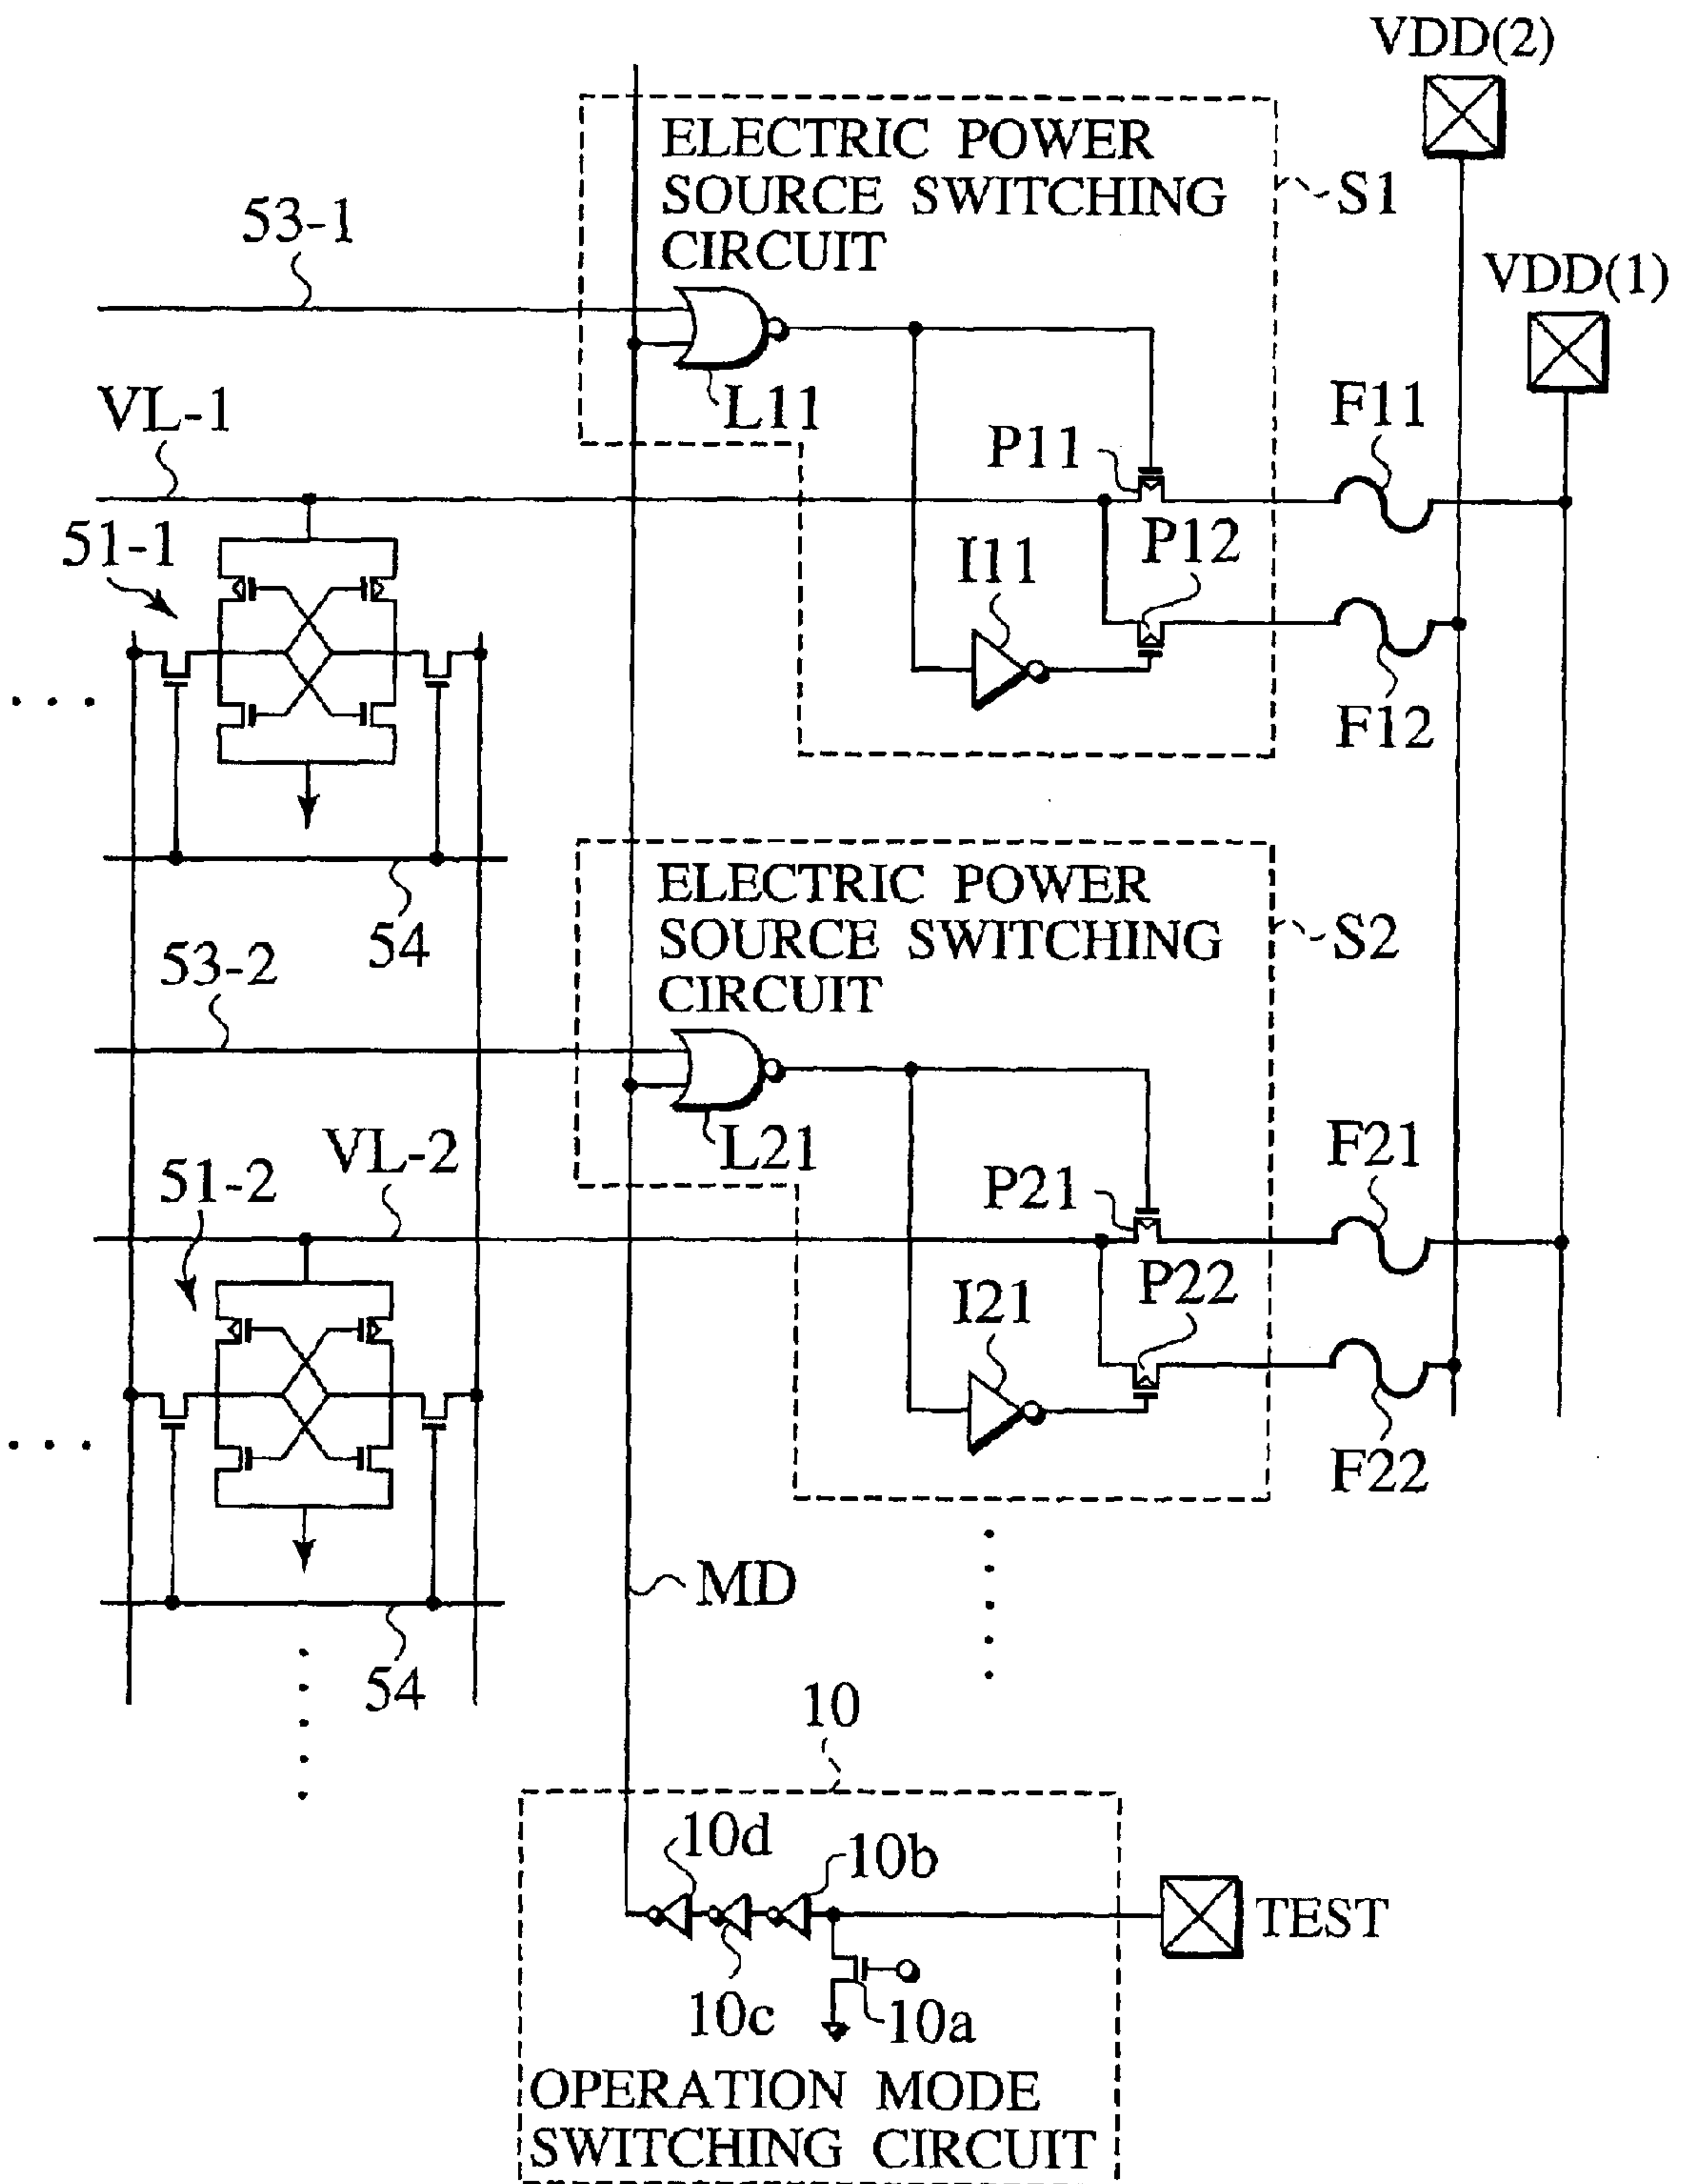 VDD(2)
ELECTRIC POWER
SOURCE SWITCHING
CIRCUIT
S1
53-1
VDD(1)
L11
VL-1
F11
P11
51-1
P12
I11
F12
ELECTRIC POWER
SOURCE SWITCHING
CIRCUIT
S2
54
53-2
L21
VL-2
F21
51-2
P21
P22
I21
F22
MD
54
10
10d
10b
TEST
10c
10a
OPERATION MODE
SWITCHING CIRCUIT